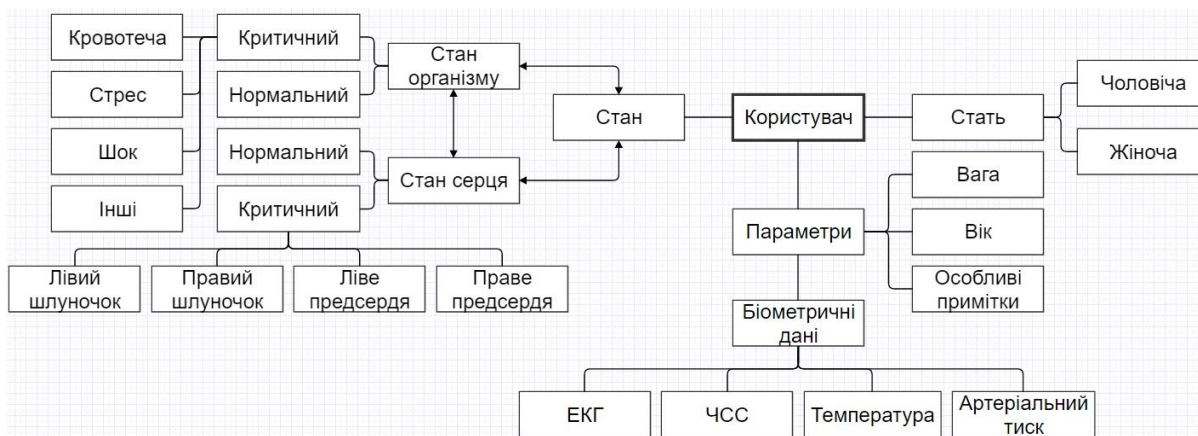 Кровотеча
Критичний
Стан
організму
Чоловіча
Стрес
Нормальний
Стан
Користувач
Стать
Шок
Нормальний
Жіноча
Стан серця
Вага
Інші
Критичний
Параметри
Вік
Лівий
шлуночок
Правий
шлуночок
Ліве
предсердя
Праве
предсердя
Особливі
примітки
Біометричні
дані
ЕКГ
ЧСС
Температура
Артеріальний
тиск